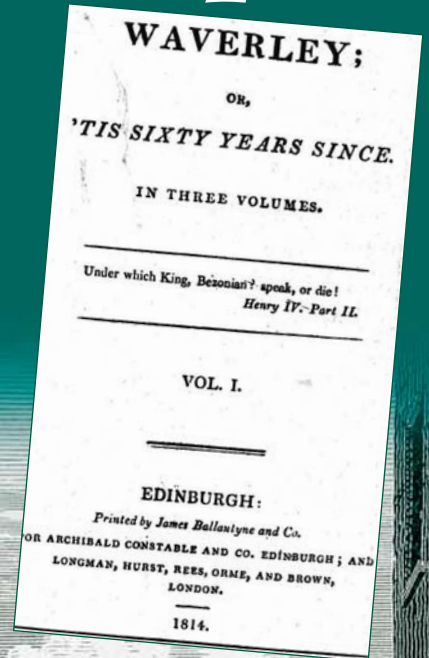 WAVERLEY;
OR,
'TIS SIXTY YEARS SINCE.
IN THREE VOLUMES.
Under which King, Bezonian? speak, or die!
Henry IV. Part II.
VOL. I.
EDINBURGH:
Printed by James Ballantyne and Co.
OR ARCHIBALD CONSTABLE AND CO. EDINBURGH; AND
LONGMAN, HURST, REES, ORME, AND BROWN,
LONDON.
1814.